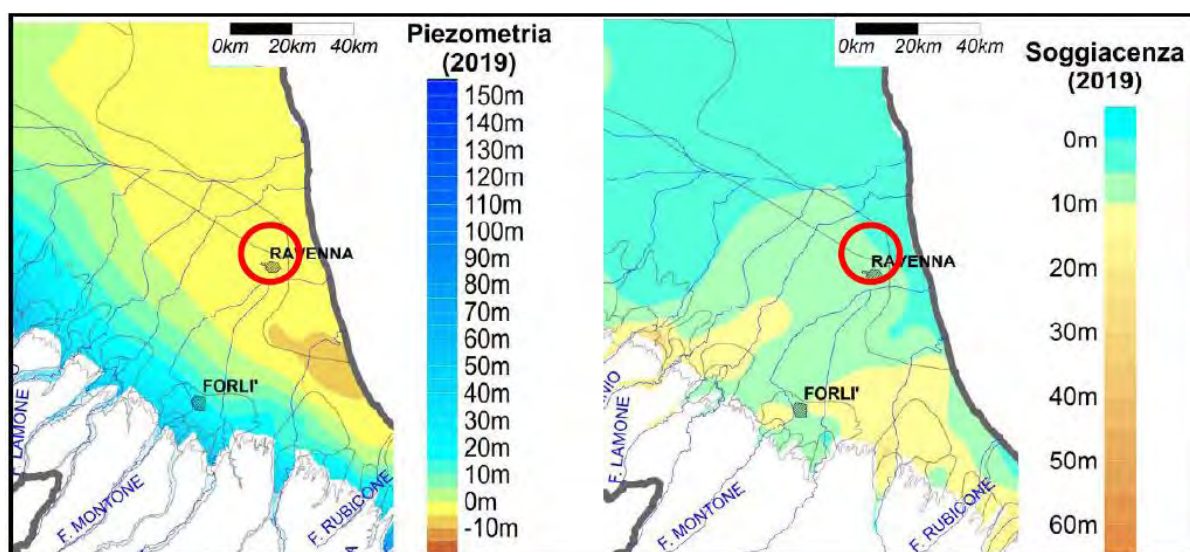 0km 20km 40km
Piezometria
(2019)
150m
140m
130m
120m
100m
90m
80m
70m
60m
50m
40m
30m
20m
10m
0m
-10m
RAVENNA
FORLI'
F. LAMONE
F. MONTONE
F. RUBICONE
0km 20km 40km
Soggiacenza
(2019)
0m
10m
20m
30m
40m
50m
60m
RAVENNA
FORLI'
F. LAMONE
F. MONTONE
F. RUBICONE